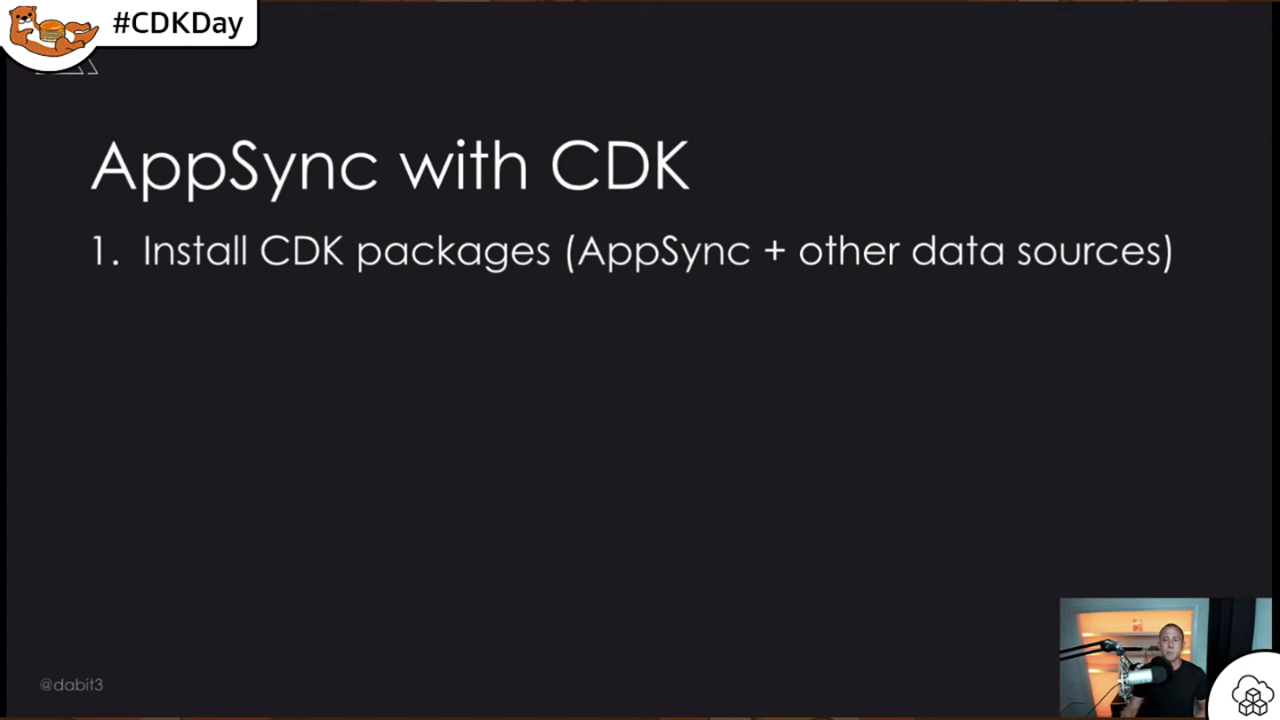 #CDKDay
AppSync with CDK
1. Install CDK packages (AppSync + other data sources)
@dabit3